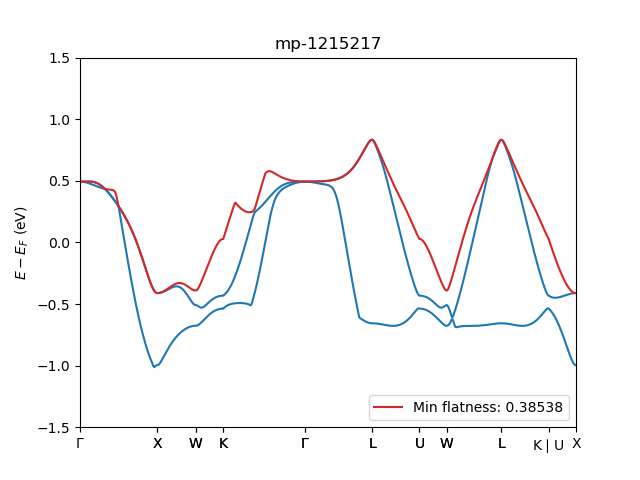 mp-1215217
1.5
1.0
0.5
0.0
−0.5
−1.0
−1.5
E − E_F (eV)
Min flatness: 0.38538
Γ X W K Γ L U W L K | U X